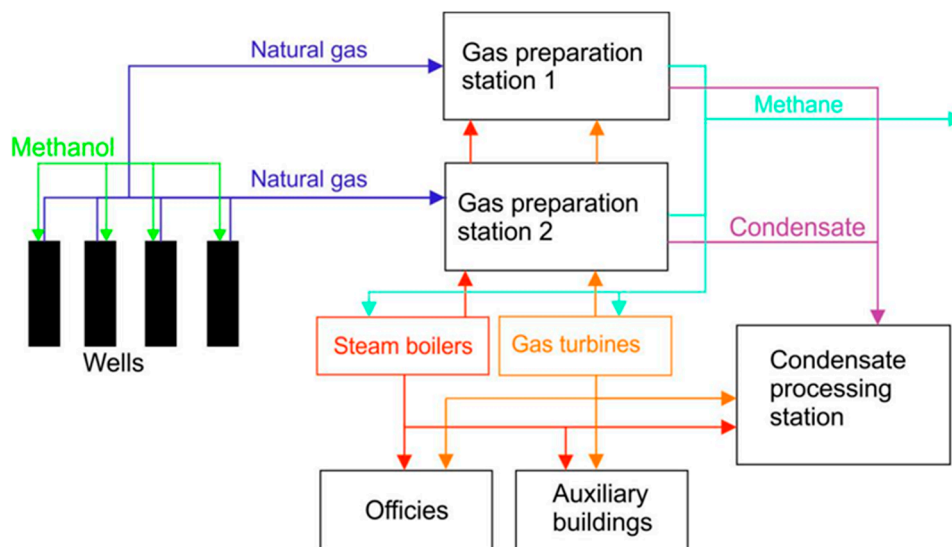 Natural gas
Gas preparation
station 1
Methane
Methanol
Natural gas
Gas preparation
station 2
Condensate
Wells
Steam boilers
Gas turbines
Condensate
processing
station
Officies
Auxiliary
buildings